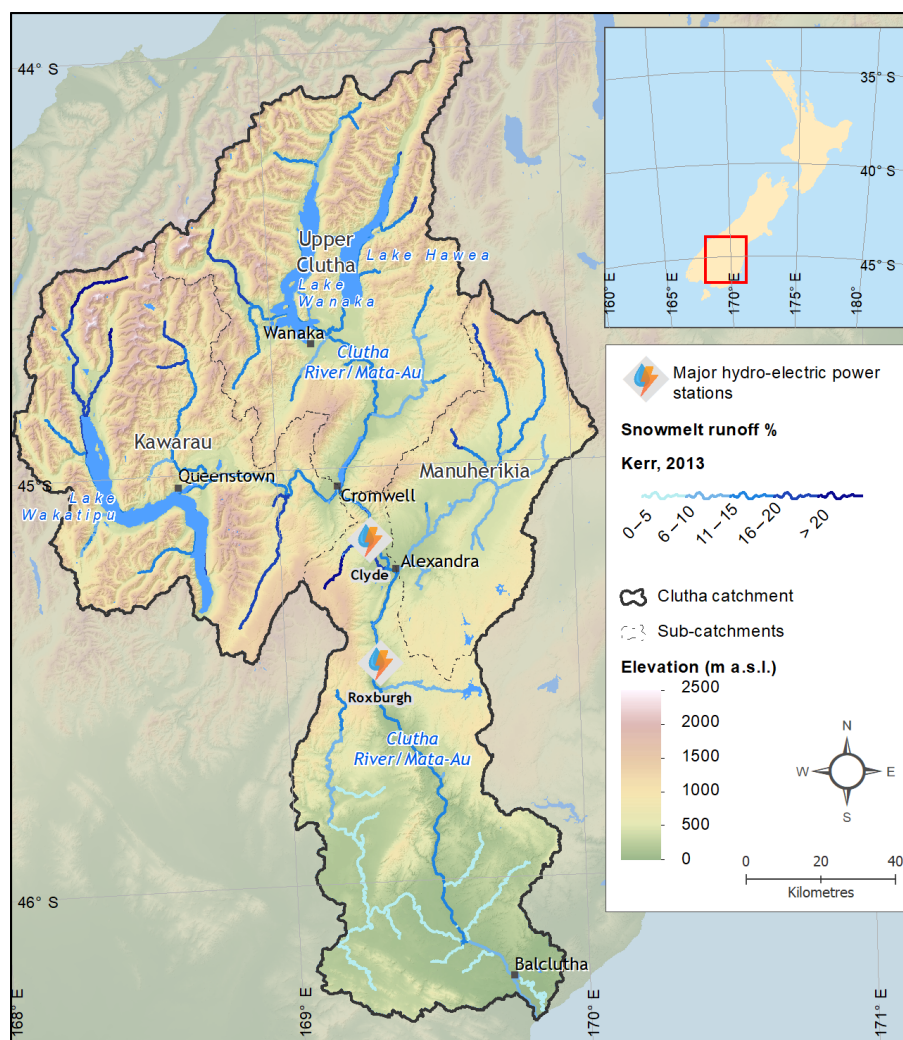 44° S
45° S
46° S
168° E
169° E
170° E
171° E
Upper
Clutha
Lake Hawea
Lake
Wanaka
Wanaka
Clutha
River/Mata-Au
Kawarau
Queenstown
Lake
Wakatipu
Manuherikia
Cromwell
Clyde
Alexandra
Roxburgh
Clutha
River/Mata-Au
Balclutha
35° S
40° S
45° S
160° E
165° E
170° E
175° E
180°
Major hydro-electric power
stations
Snowmelt runoff %
Kerr, 2013
0–5
6–10
11–15
16–20
> 20
Clutha catchment
Sub-catchments
Elevation (m a.s.l.)
2500
2000
1500
1000
500
0
N
W
E
S
0 20 40
Kilometres